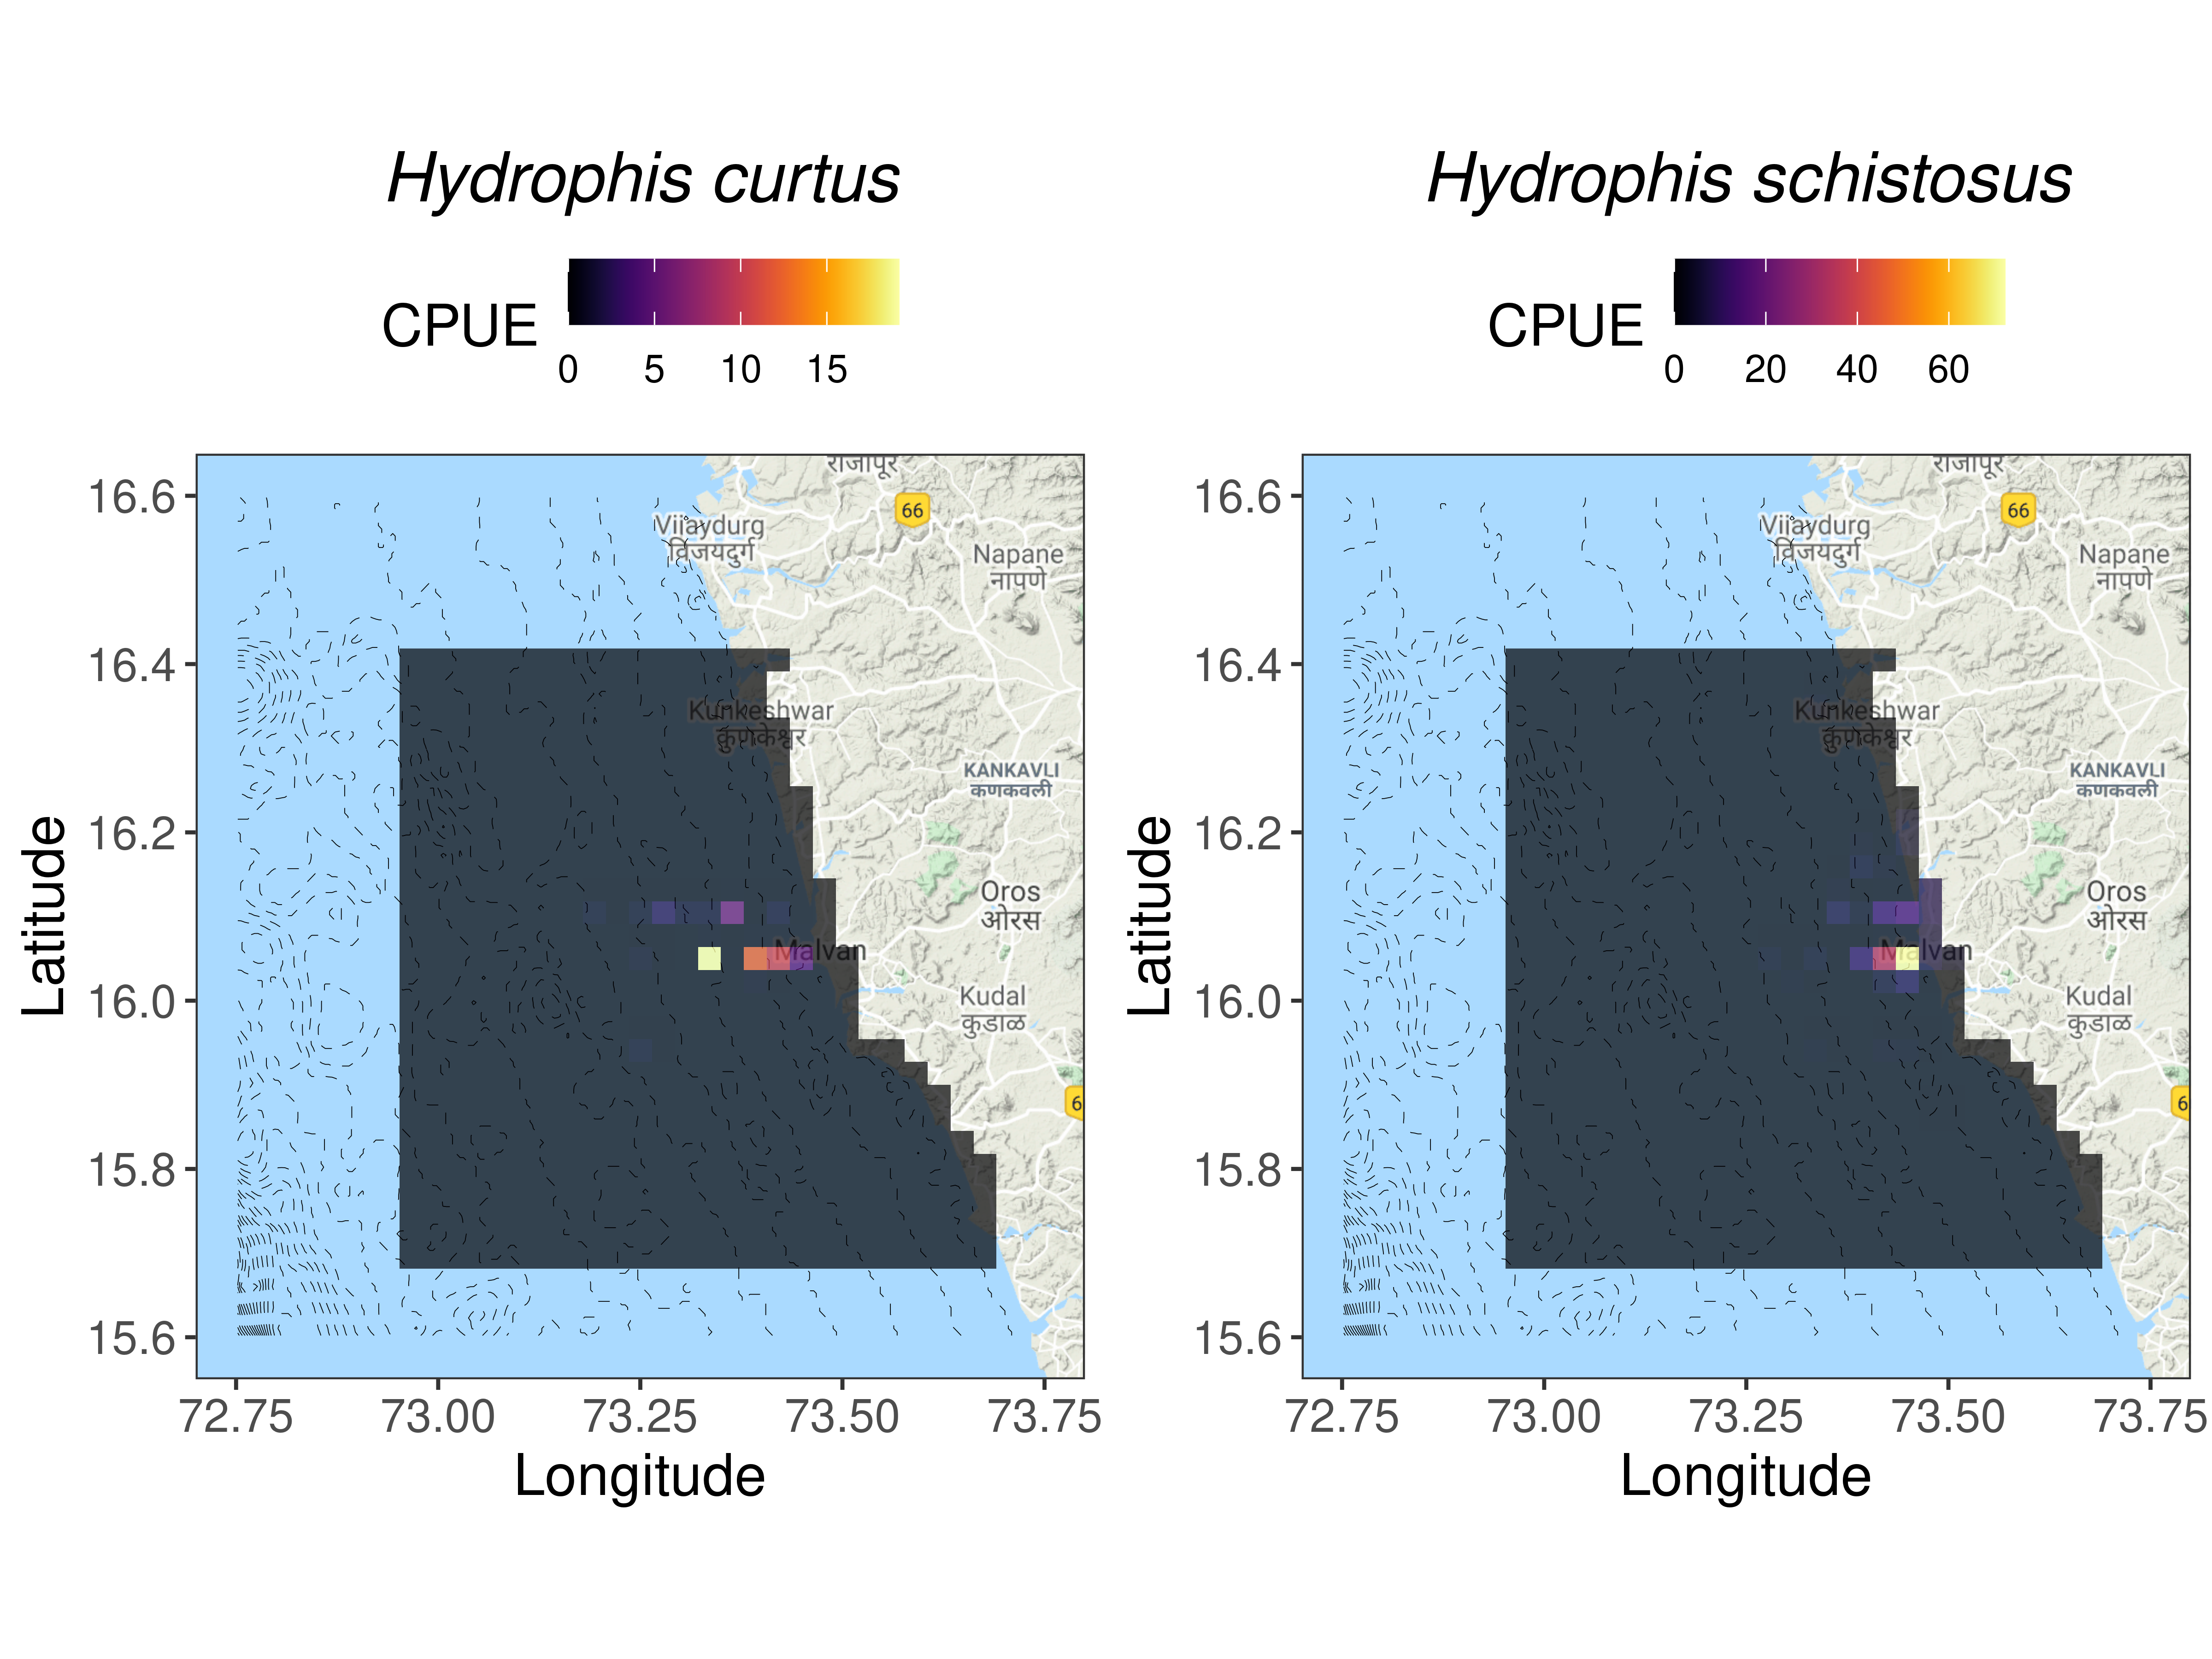 Hydrophis curtus
CPUE
0 5 10 15
Hydrophis schistosus
CPUE
0 20 40 60
Latitude
16.6
16.4
16.2
16.0
15.8
15.6
राजापूर
66
Vijaydurg
विजयदुर्ग
Napane
नापणे
Kunkeshwar
कुणकेश्वर
KANKAVLI
कणकवली
Oros
ओरस
Malvan
Kudal
कुडाळ
6
72.75 73.00 73.25 73.50 73.75
Longitude
Latitude
16.6
16.4
16.2
16.0
15.8
15.6
राजापूर
66
Vijaydurg
विजयदुर्ग
Napane
नापणे
Kunkeshwar
कुणकेश्वर
KANKAVLI
कणकवली
Oros
ओरस
Malvan
Kudal
कुडाळ
6
72.75 73.00 73.25 73.50 73.75
Longitude